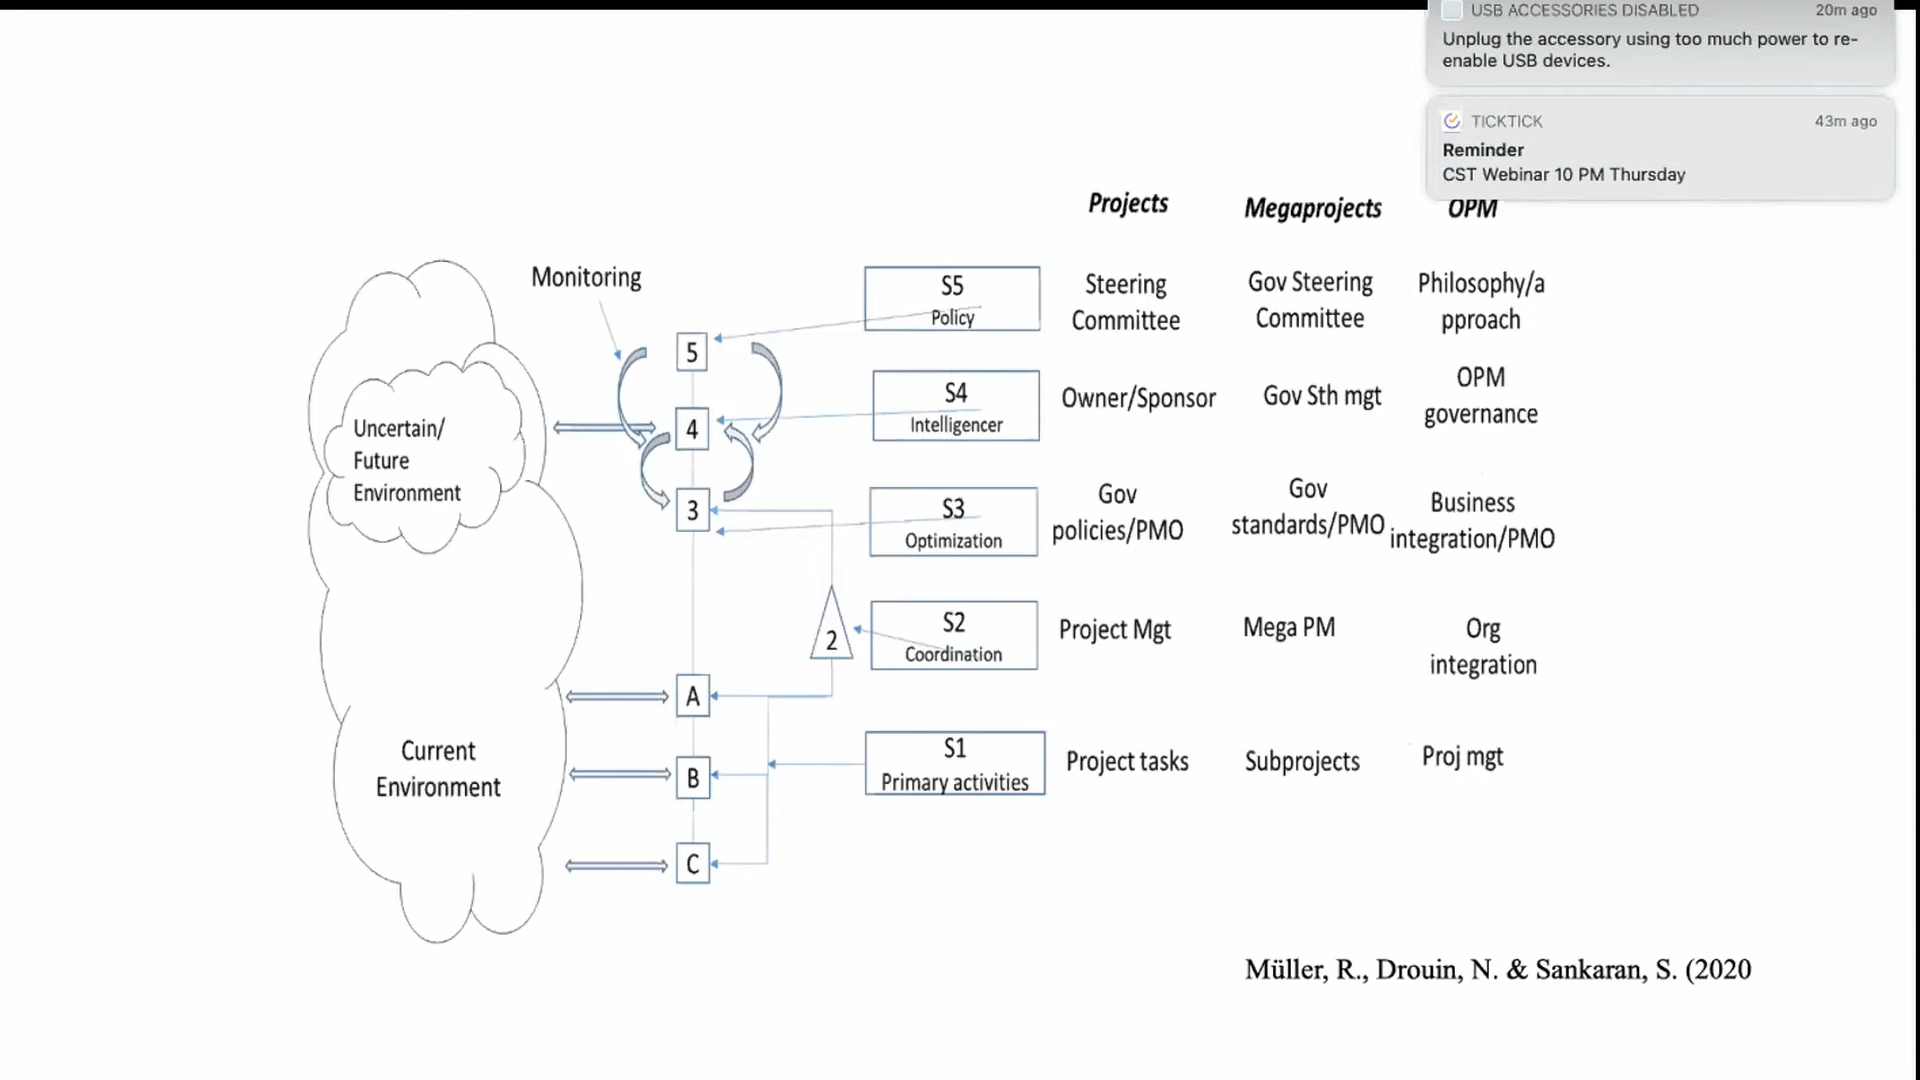 USB ACCESSORIES DISABLED 20m ago
Unplug the accessory using too much power to re-
enable USB devices.
TICKTICK 43m ago
Reminder
CST Webinar 10 PM Thursday
Projects Megaprojects OPM
Monitoring
5
4
3
2
A
B
C
Uncertain/
Future
Environment
Current
Environment
S5
Policy
Steering
Committee
Gov Steering
Committee
Philosophy/a
pproach
S4
Intelligencer
Owner/Sponsor
Gov Sth mgt
OPM
governance
S3
Optimization
Gov
policies/PMO
Gov
standards/PMO
Business
integration/PMO
S2
Coordination
Project Mgt
Mega PM
Org
integration
S1
Primary activities
Project tasks
Subprojects
Proj mgt
Müller, R., Drouin, N. & Sankaran, S. (2020